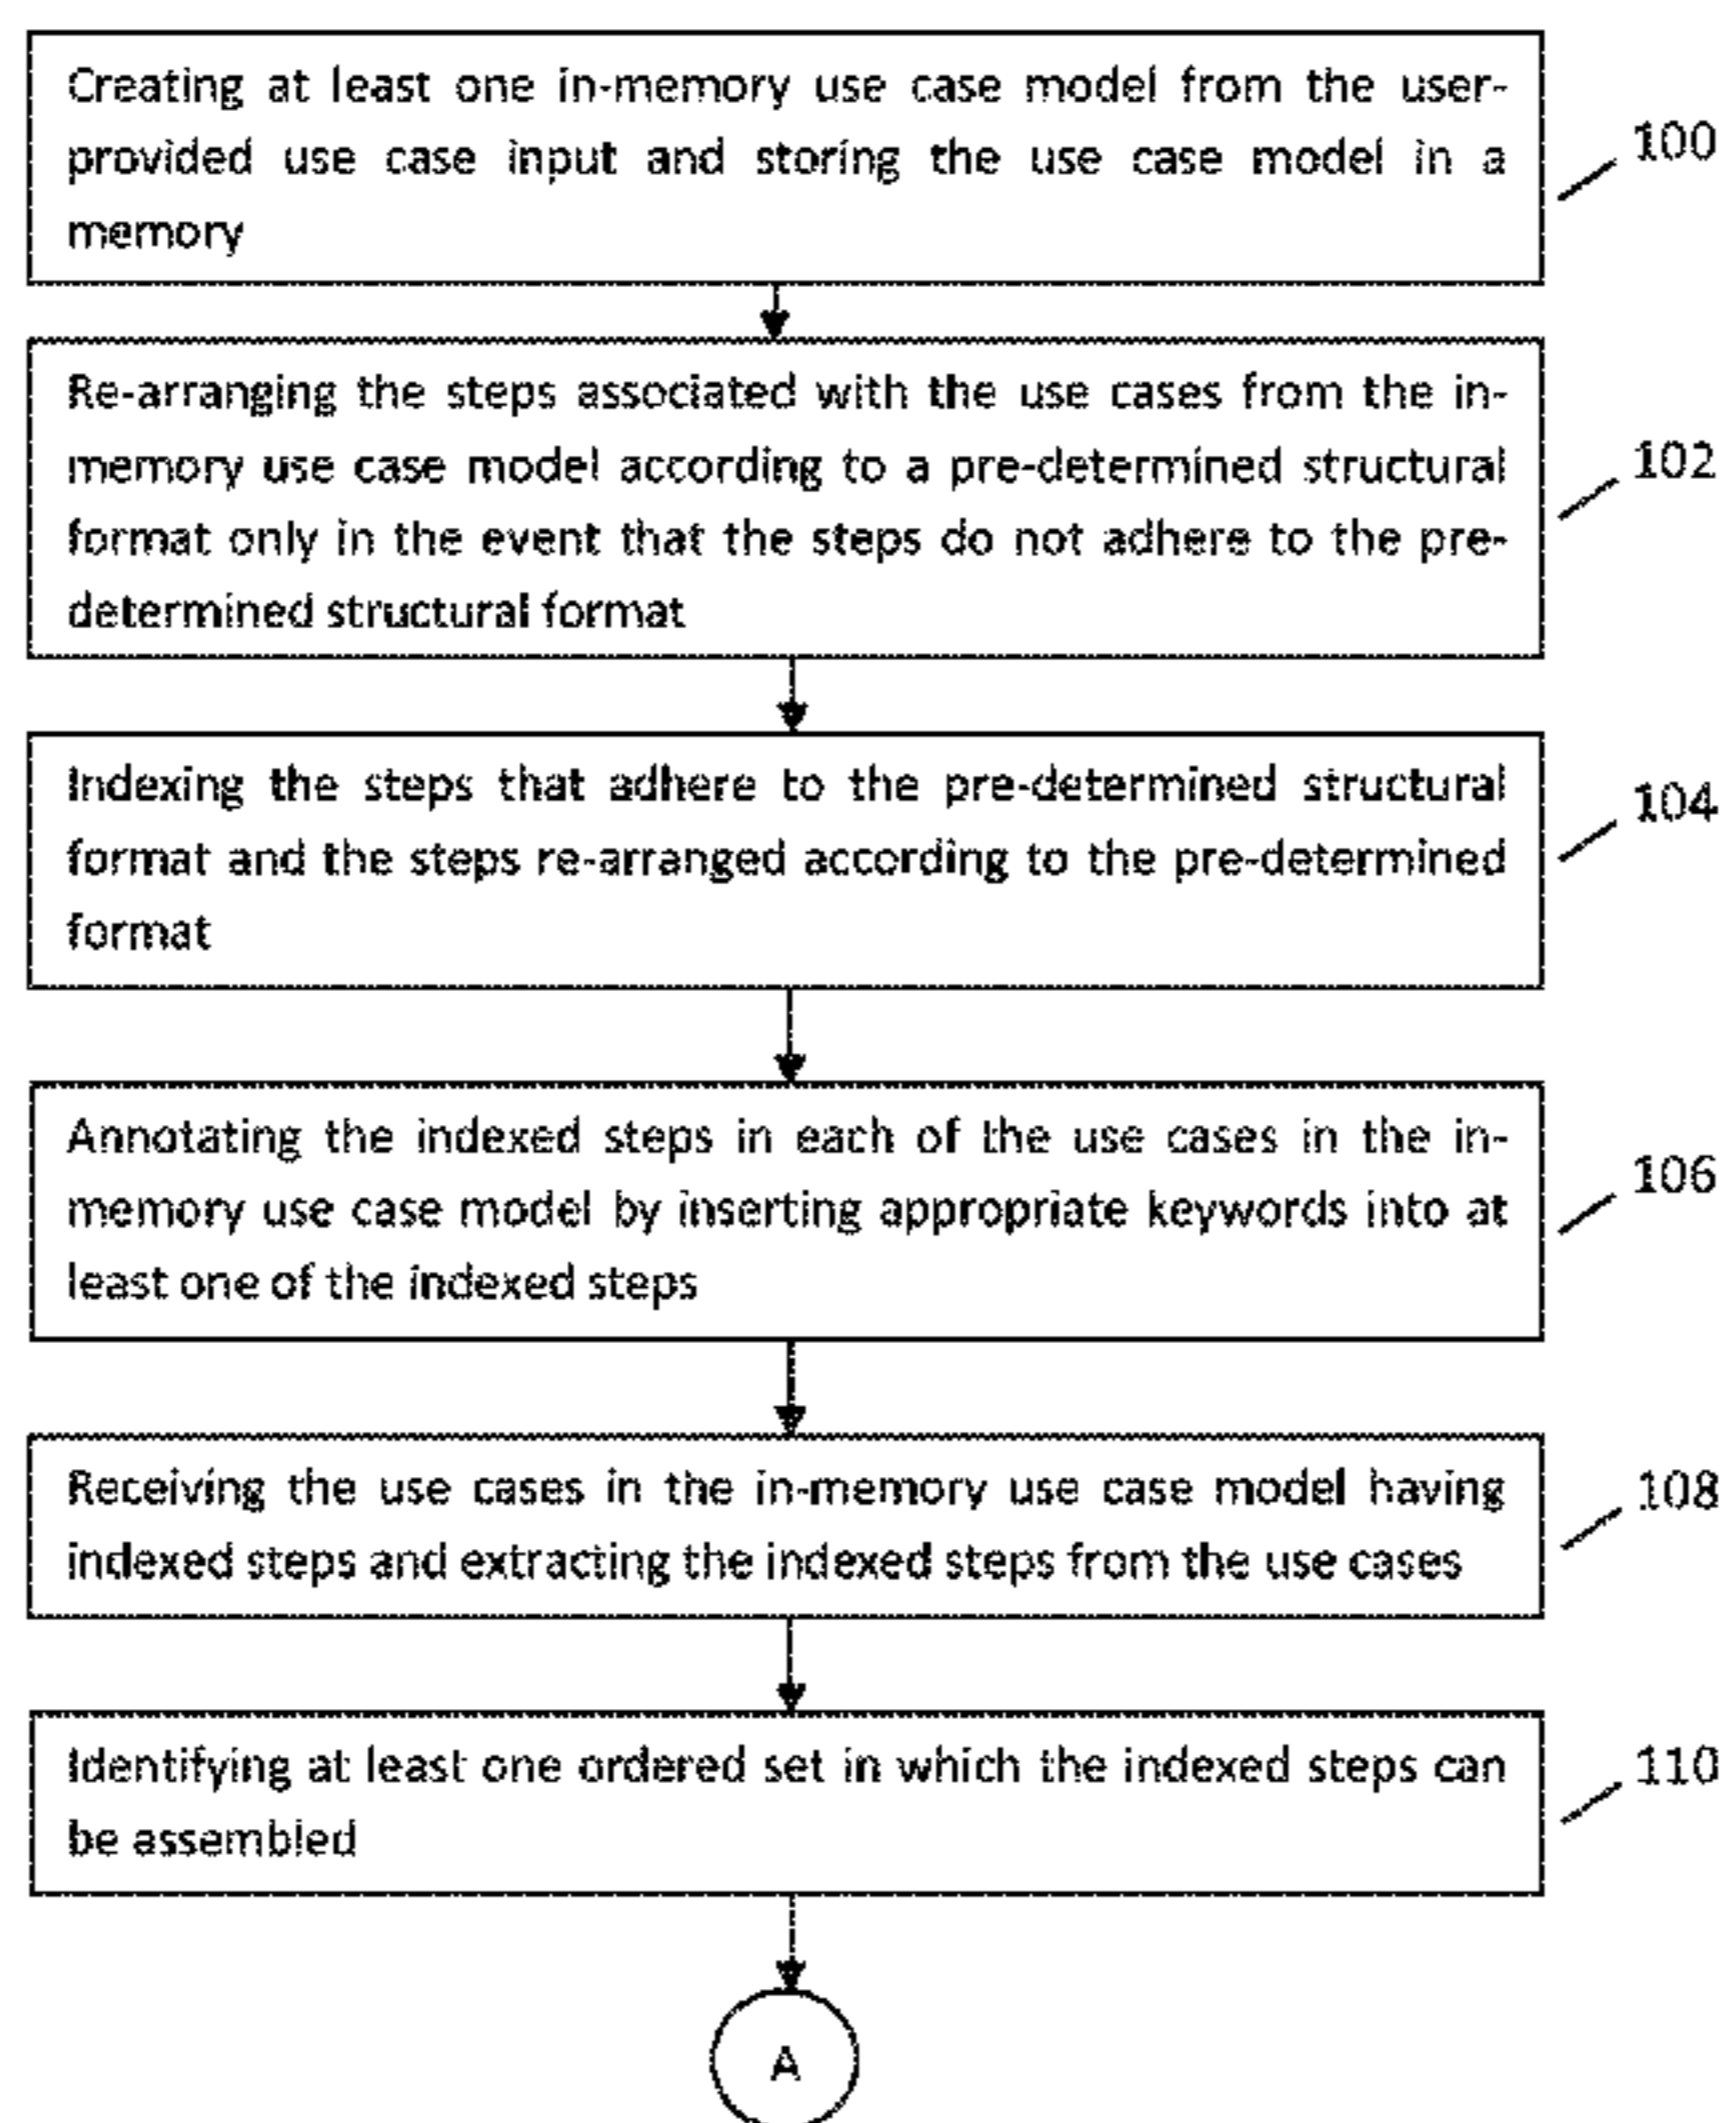 Creating at least one in-memory use case model from the user-
provided use case input and storing the use case model in a
memory
100
Re-arranging the steps associated with the use cases from the in-
memory use case model according to a pre-determined structural
format only in the event that the steps do not adhere to the pre-
determined structural format
102
Indexing the steps that adhere to the pre-determined structural
format and the steps re-arranged according to the pre-determined
format
104
Annotating the indexed steps in each of the use cases in the in-
memory use case model by inserting appropriate keywords into at
least one of the indexed steps
106
Receiving the use cases in the in-memory use case model having
indexed steps and extracting the indexed steps from the use cases
108
Identifying at least one ordered set in which the indexed steps can
be assembled
110
A